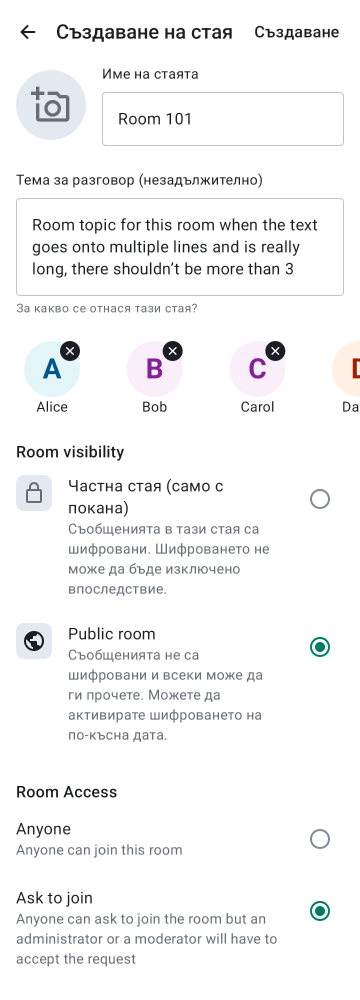 Създаване на стая
Създаване
Име на стаята
Room 101
Тема за разговор (незадължително)
Room topic for this room when the text
goes onto multiple lines and is really
long, there shouldn’t be more than 3
За какво се отнася тази стая?
A
B
C
D
Alice
Bob
Carol
Da
Room visibility
Частна стая (само с
покана)
Съобщенията в тази стая са
шифровани. Шифроването не
може да бъде изключено
впоследствие.
Public room
Съобщенията не са
шифровани и всеки може да
ги прочете. Можете да
активирате шифроването на
по-късна дата.
Room Access
Anyone
Anyone can join this room
Ask to join
Anyone can ask to join the room but an
administrator or a moderator will have to
accept the request